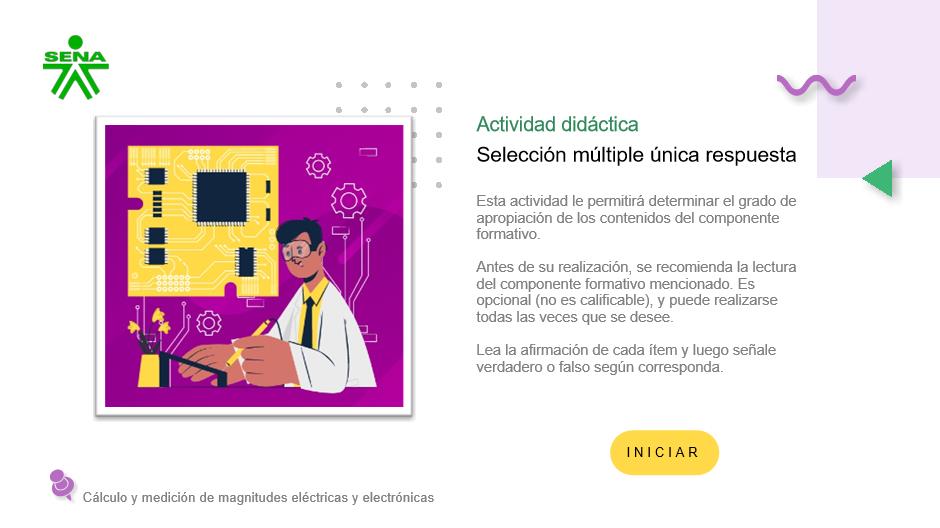 SENA
Actividad didáctica
Selección múltiple única respuesta
Esta actividad le permitirá determinar el grado de
apropiación de los contenidos del componente
formativo.
Antes de su realización, se recomienda la lectura
del componente formativo mencionado. Es
opcional (no es calificable), y puede realizarse
todas las veces que se desee.
Lea la afirmación de cada ítem y luego señale
verdadero o falso según corresponda.
INICIAR
Cálculo y medición de magnitudes eléctricas y electrónicas